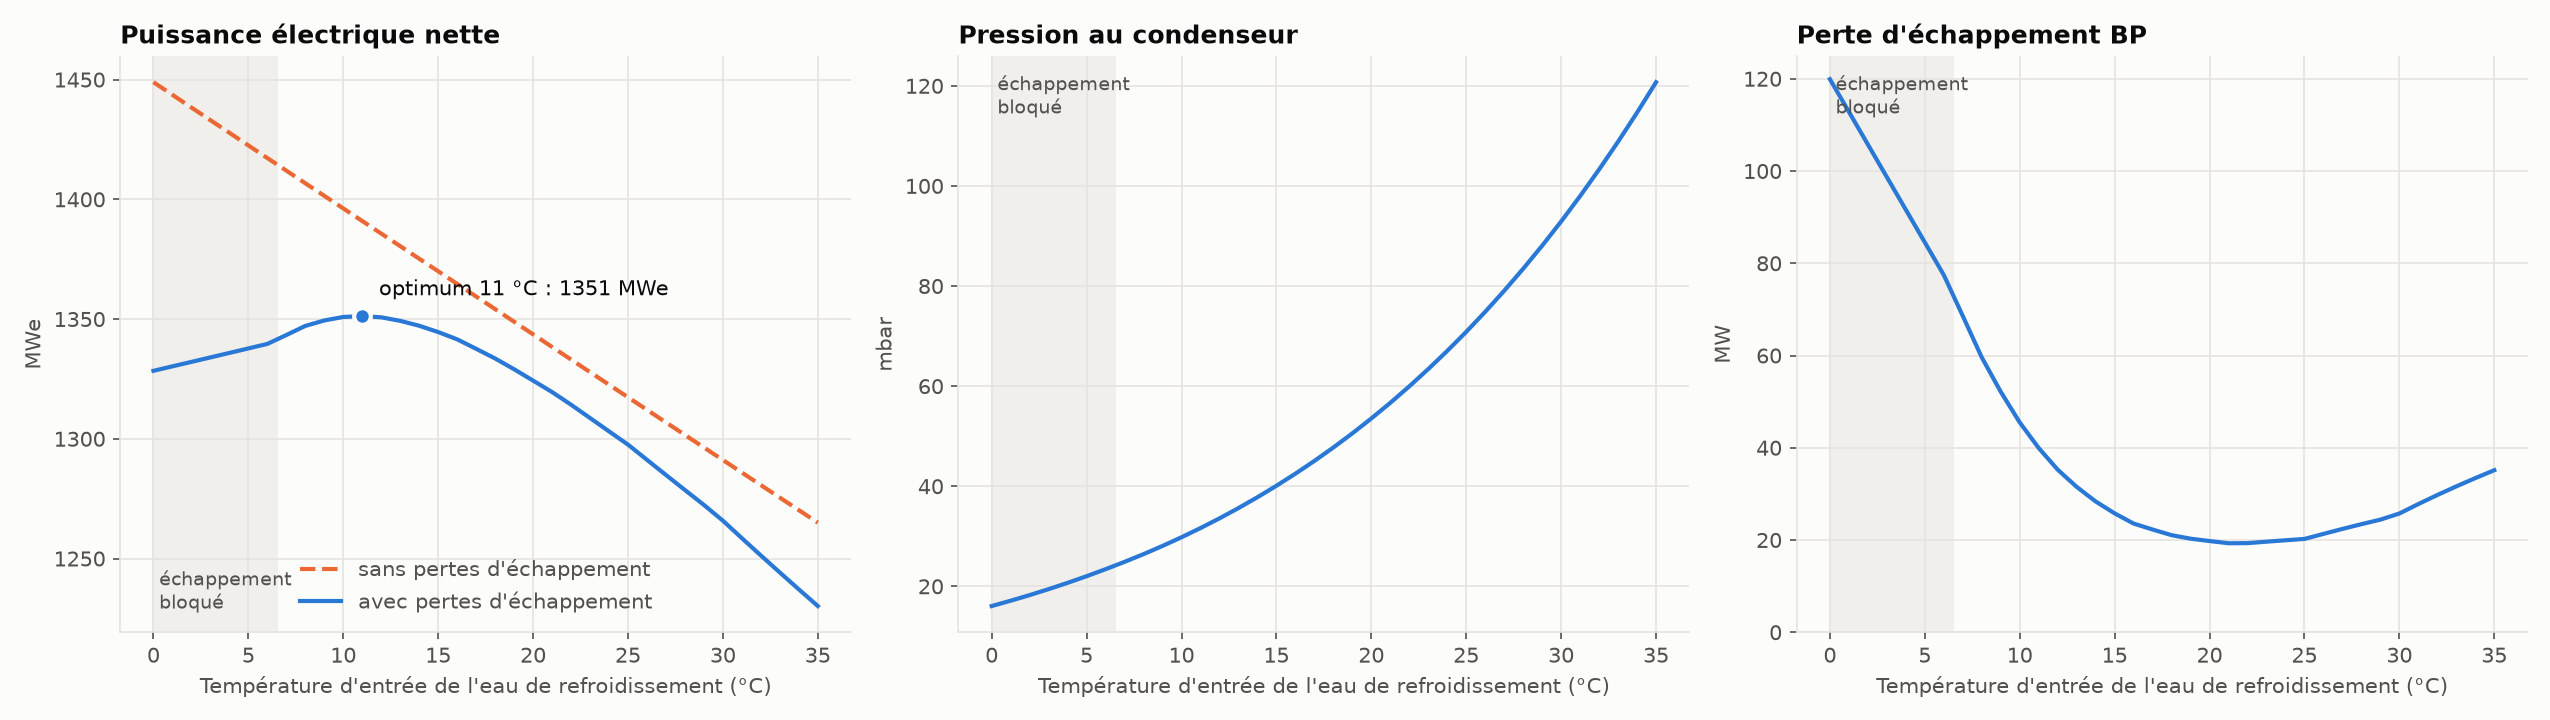 Puissance électrique nette
MWe
1450
1400
1350
1300
1250
optimum 11 °C : 1351 MWe
échappement
bloqué
sans pertes d'échappement
avec pertes d'échappement
0 5 10 15 20 25 30 35
Température d'entrée de l'eau de refroidissement (°C)
Pression au condenseur
mbar
120
100
80
60
40
20
échappement
bloqué
0 5 10 15 20 25 30 35
Température d'entrée de l'eau de refroidissement (°C)
Perte d'échappement BP
MW
120
100
80
60
40
20
0
échappement
bloqué
0 5 10 15 20 25 30 35
Température d'entrée de l'eau de refroidissement (°C)